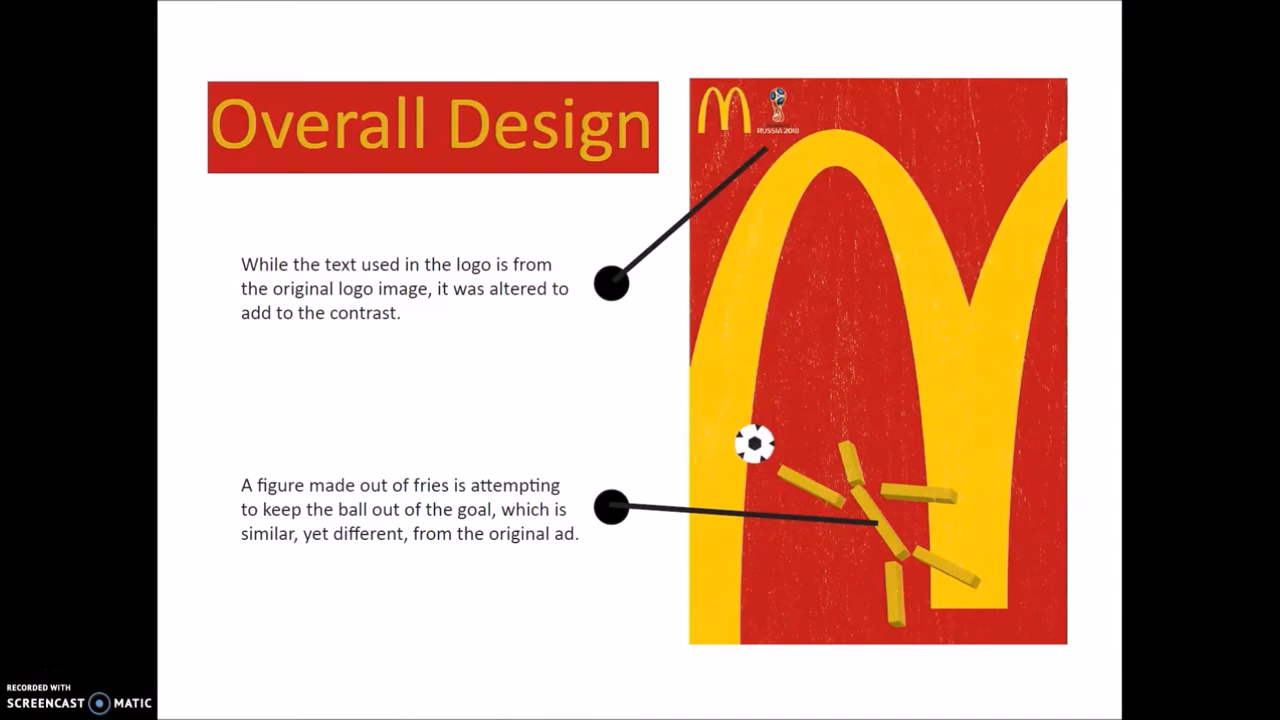 Overall Design
RUSSIA 2018
While the text used in the logo is from
the original logo image, it was altered to
add to the contrast.
A figure made out of fries is attempting
to keep the ball out of the goal, which is
similar, yet different, from the original ad.
RECORDED WITH
SCREENCAST MATIC